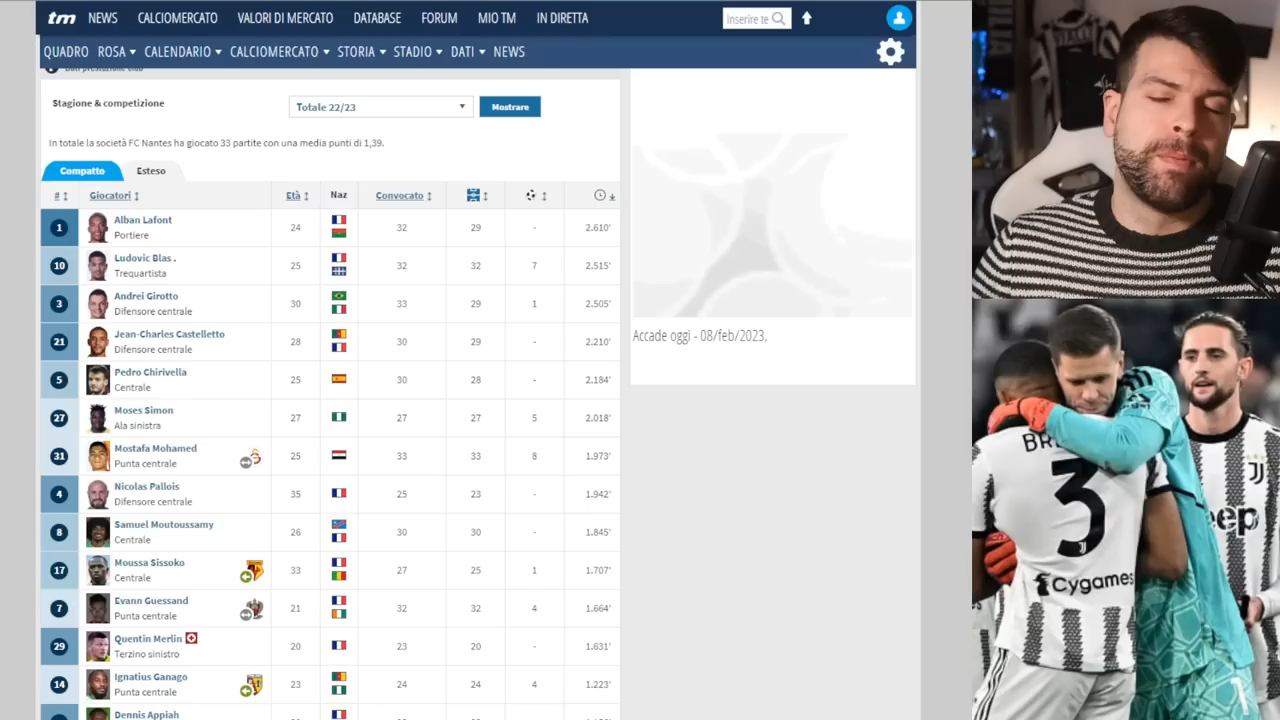 tm NEWS CALCIOMERCATO VALORI DI MERCATO DATABASE FORUM MIO TM IN DIRETTA Inserire te
QUADRO ROSA CALENDARIO CALCIOMERCATO STORIA STADIO DATI NEWS
Dati prestazione club
Stagione & competizione Totale 22/23 Mostrare
In totale la società FC Nantes ha giocato 33 partite con una media punti di 1,39.
Compatto Esteso
# Giocatori Età Naz Convocato
1 Alban Lafont 24 32 29 - 2.610'
Portiere
10 Ludovic Blas . 25 32 32 7 2.515'
Trequartista
3 Andrei Girotto 30 33 29 1 2.505'
Difensore centrale
21 Jean-Charles Castelletto 28 30 29 - 2.210'
Difensore centrale
5 Pedro Chirivella 25 30 28 - 2.184'
Centrale
27 Moses Simon 27 27 27 5 2.018'
Ala sinistra
31 Mostafa Mohamed 25 33 33 8 1.973'
Punta centrale
4 Nicolas Pallois 35 25 23 - 1.942'
Difensore centrale
8 Samuel Moutoussamy 26 30 30 - 1.845'
Centrale
17 Moussa Sissoko 33 27 25 1 1.707'
Centrale
7 Evann Guessand 21 32 32 4 1.664'
Punta centrale
29 Quentin Merlin 20 23 20 - 1.631'
Terzino sinistro
14 Ignatius Ganago 23 24 24 4 1.223'
Punta centrale
Dennis Appiah
Accade oggi - 08/feb/2023,
BRE
3
Cygames
Jeep